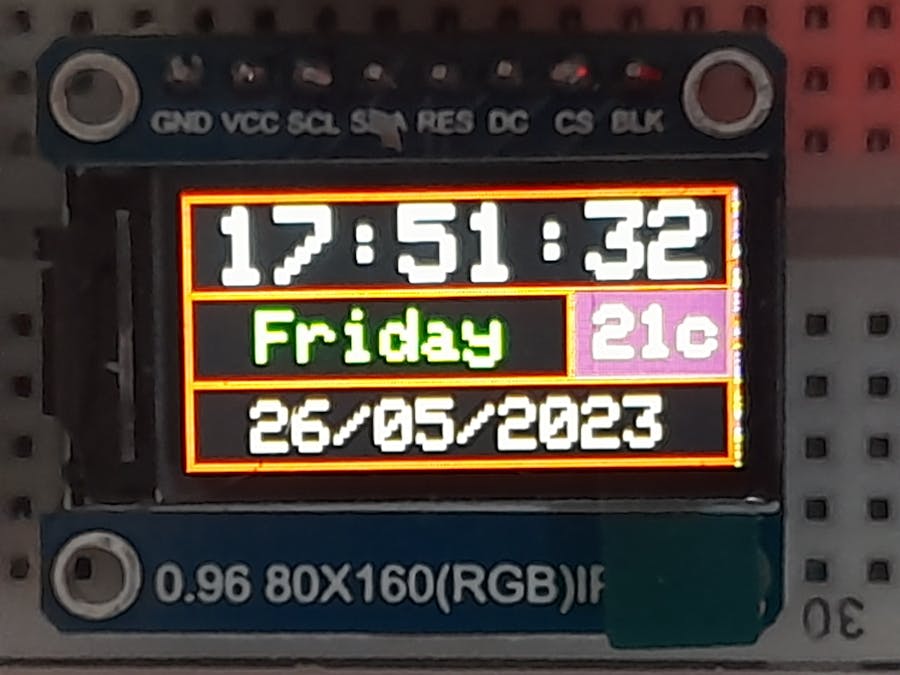 GND VCC SCL SDA RES DC CS BLK
17:51:32
Friday 21c
26/05/2023
0.96 80X160(RGB)IP
30